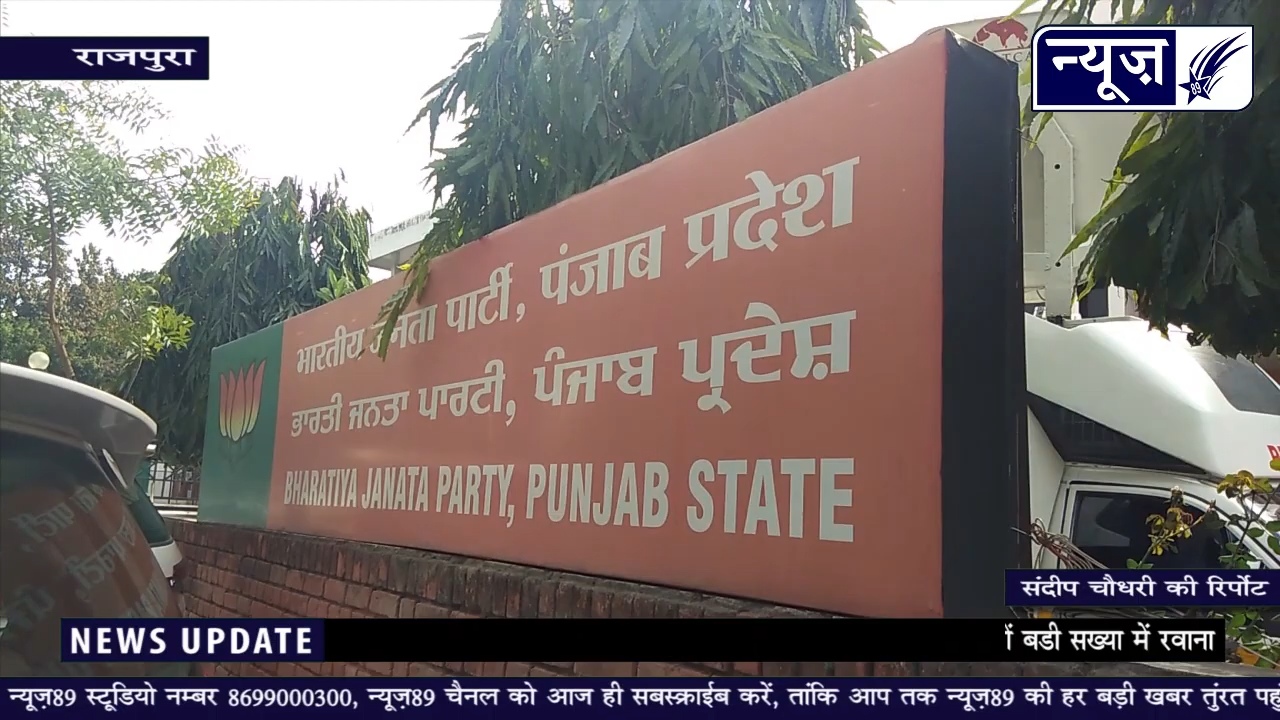 राजपुरा
न्यूज़
89
भारतीय जनता पार्टी, पंजाब प्रदेश
ਭਾਰਤੀ ਜਨਤਾ ਪਾਰਟੀ, ਪੰਜਾਬ ਪ੍ਰਦੇਸ਼
BHARATIYA JANATA PARTY, PUNJAB STATE
संदीप चौधरी की रिर्पोट
NEWS UPDATE
बडी सख्या में रवाना
न्यूज़89 स्टूडियो नम्बर 8699000300, न्यूज़89 चैनल को आज ही सबस्क्राईब करें, तांकि आप तक न्यूज़89 की हर बड़ी खबर तुंरत